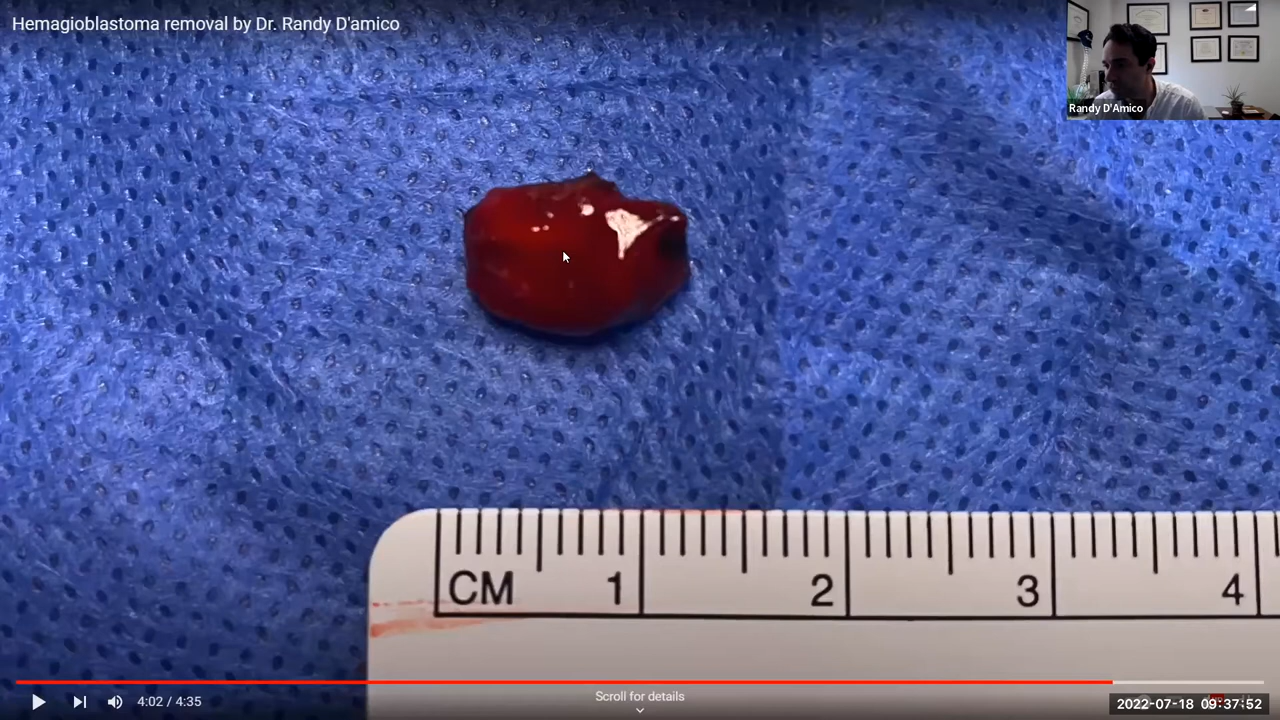 Hemagioblastoma removal by Dr. Randy D'amico
Randy D'Amico
CM 1 2 3 4
4:02 / 4:35
Scroll for details
2022-07-18 09:37:52